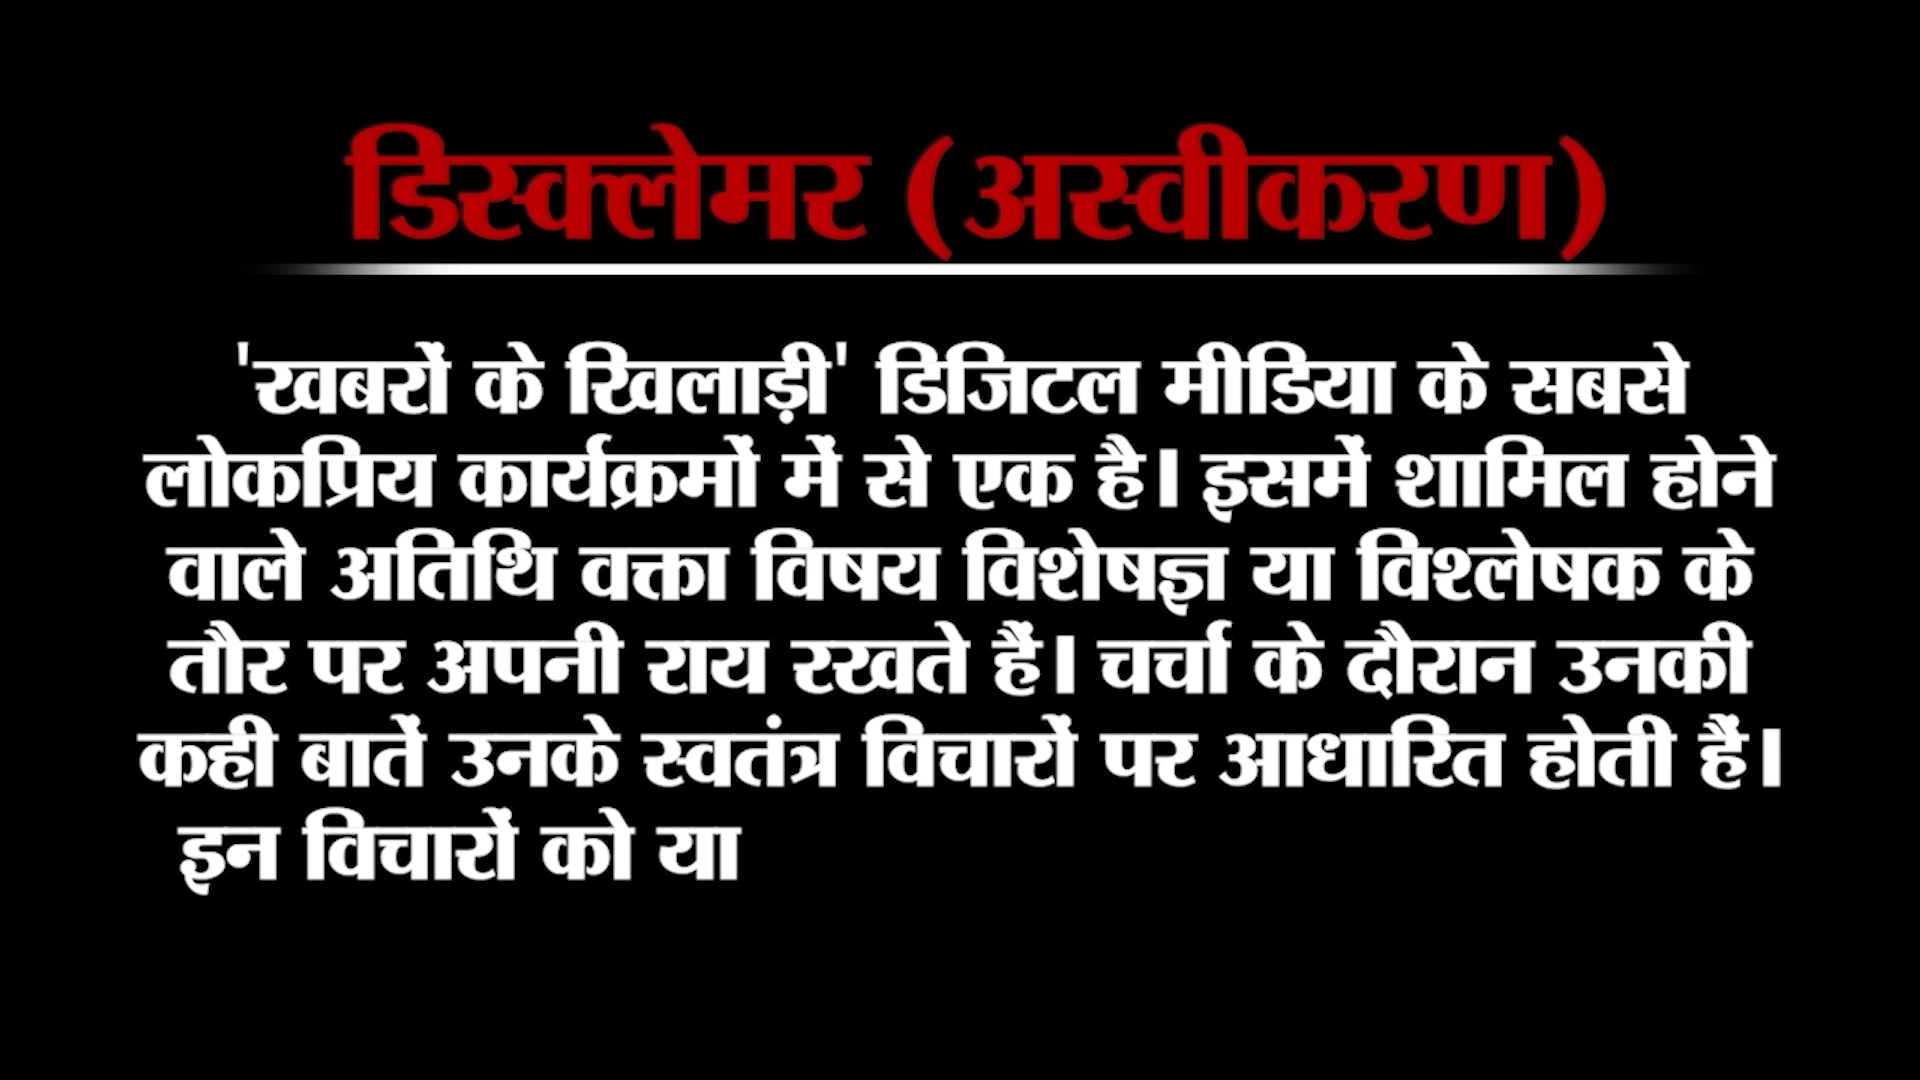 डिस्क्लेमर (अस्वीकरण)
'खबरों के खिलाड़ी' डिजिटल मीडिया के सबसे
लोकप्रिय कार्यक्रमों में से एक है। इसमें शामिल होने
वाले अतिथि वक्ता विषय विशेषज्ञ या विश्लेषक के
तौर पर अपनी राय रखते हैं। चर्चा के दौरान उनकी
कही बातें उनके स्वतंत्र विचारों पर आधारित होती हैं।
इन विचारों को या